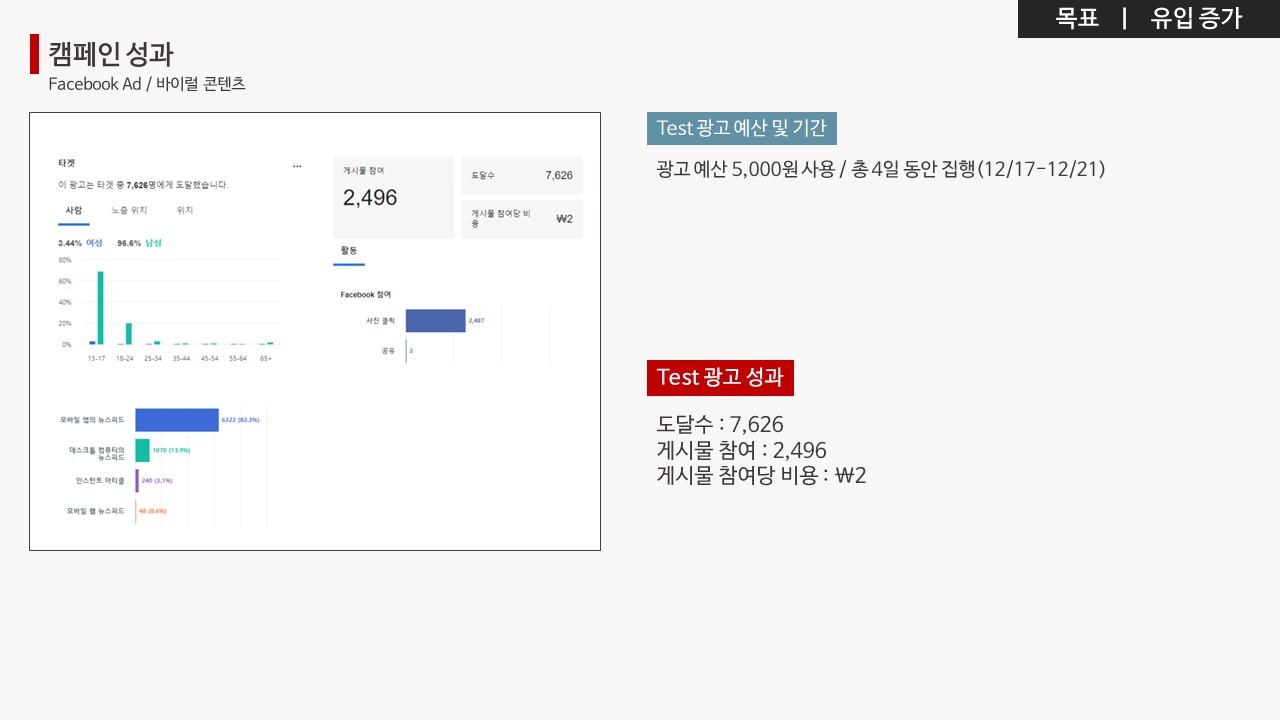 목표 | 유입 증가
캠페인 성과
Facebook Ad / 바이럴 콘텐츠
타겟
...
이 광고는 타겟 중 7,626명에게 도달했습니다.
사람 노출 위치 위치
3.44% 여성 96.6% 남성
80%
60%
40%
20%
0%
13-17 18-24 25-34 35-44 45-54 55-64 65+
모바일 앱의 뉴스피드 6322 (82.3%)
데스크톱 컴퓨터의
뉴스피드
1070 (13.9%)
인스턴트 아티클 240 (3.1%)
모바일 웹 뉴스피드 48 (0.6%)
게시물 참여
2,496
도달수 7,626
게시물 참여당 비
용
₩2
활동
Facebook 참여
사진 클릭 2,487
공유 2
Test 광고 예산 및 기간
광고 예산 5,000원 사용 / 총 4일 동안 집행(12/17-12/21)
Test 광고 성과
도달수 : 7,626
게시물 참여 : 2,496
게시물 참여당 비용 : ₩2